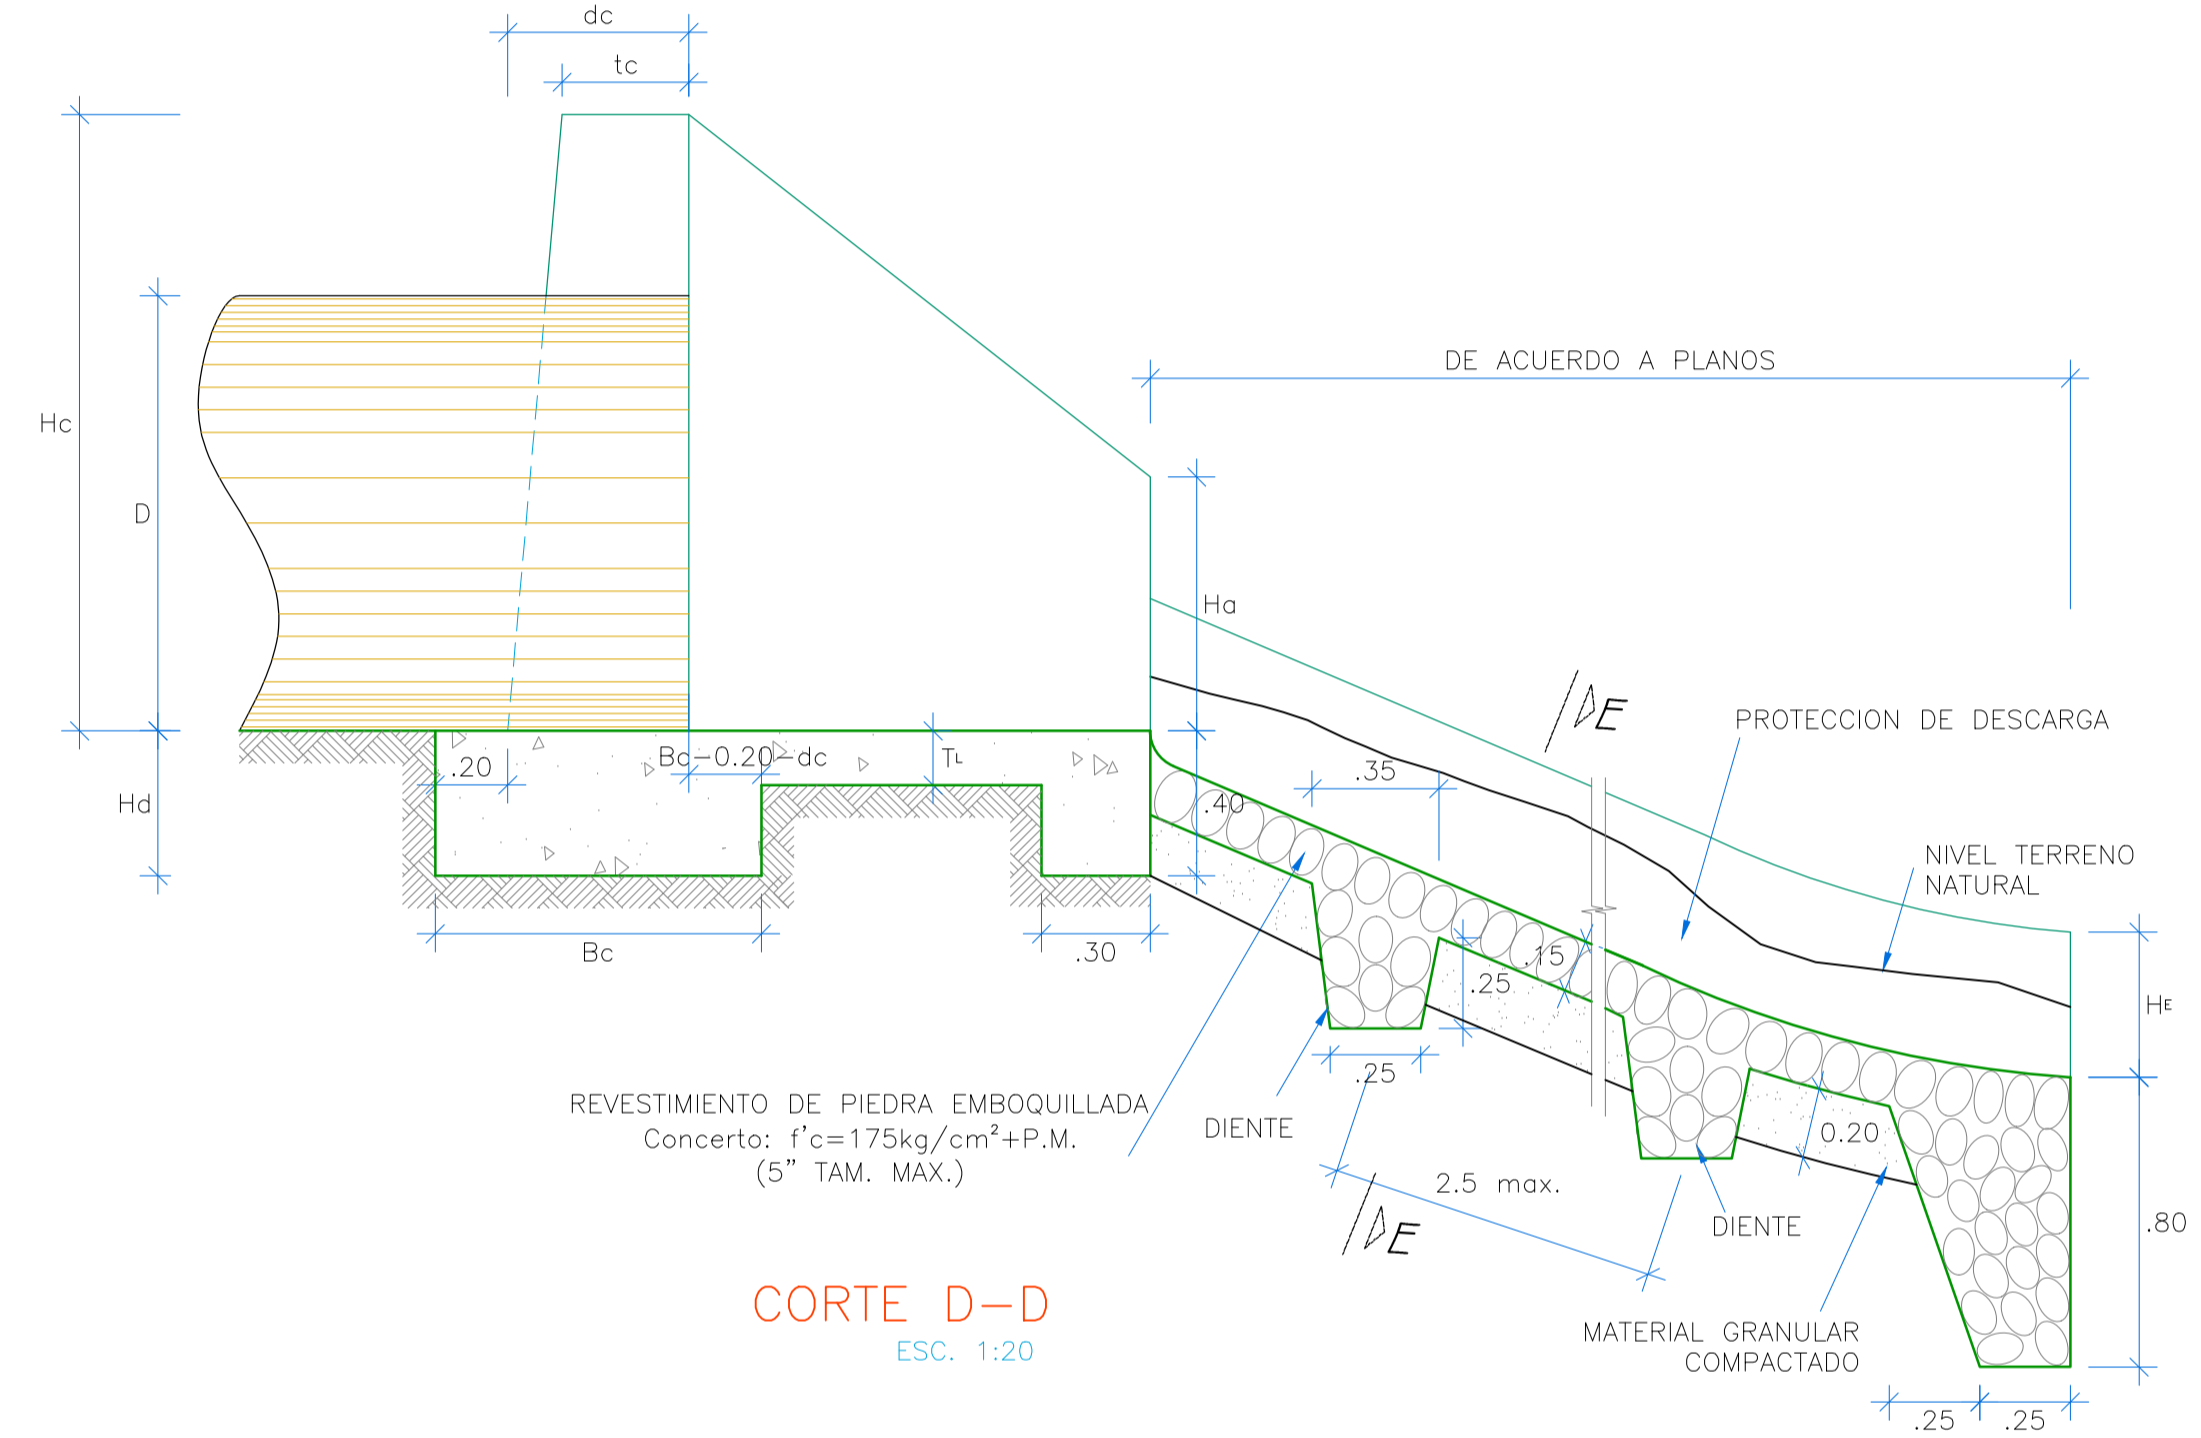 dc
tc
DE ACUERDO A PLANOS
Hc
D
Ha
E
PROTECCION DE DESCARGA
Bc-0.20-dc
TL
.20
.35
Hd
.40
NIVEL TERRENO
NATURAL
Bc
.30
.15
.25
HE
.25
REVESTIMIENTO DE PIEDRA EMBOQUILLADA
Concerto: f'c=175kg/cm²+P.M.
(5" TAM. MAX.)
DIENTE
0.20
2.5 max.
E
DIENTE
.80
CORTE D-D
ESC. 1:20
MATERIAL GRANULAR
COMPACTADO
.25
.25